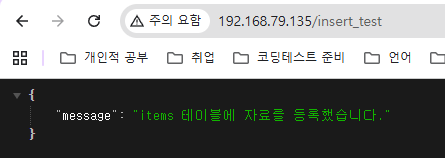 주의 요함 192.168.79.135/insert_test
개인적 공부 취업 코딩테스트 준비 언어
{
"message": "items 테이블에 자료를 등록했습니다."
}